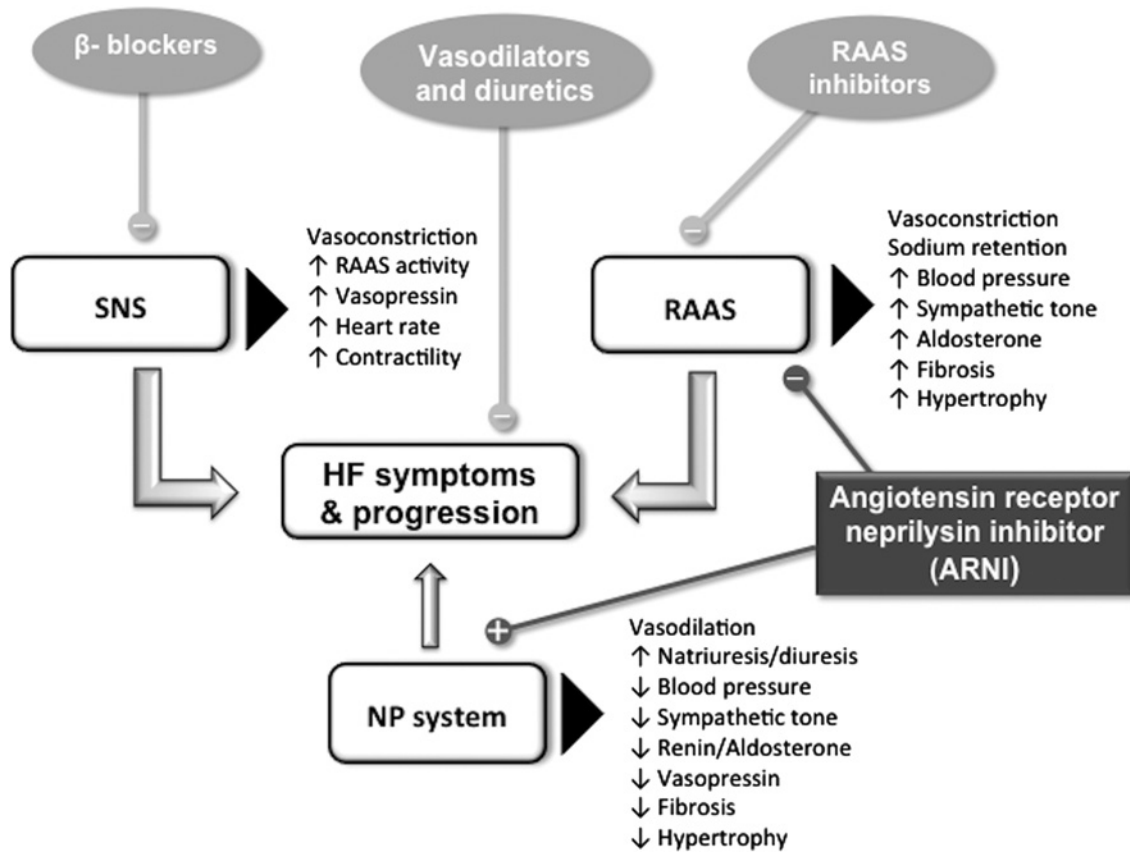 β- blockers
Vasodilators
and diuretics
RAAS
inhibitors
SNS
Vasoconstriction
↑ RAAS activity
↑ Vasopressin
↑ Heart rate
↑ Contractility
RAAS
Vasoconstriction
Sodium retention
↑ Blood pressure
↑ Sympathetic tone
↑ Aldosterone
↑ Fibrosis
↑ Hypertrophy
HF symptoms
& progression
Angiotensin receptor
neprilysin inhibitor
(ARNI)
NP system
Vasodilation
↑ Natriuresis/diuresis
↓ Blood pressure
↓ Sympathetic tone
↓ Renin/Aldosterone
↓ Vasopressin
↓ Fibrosis
↓ Hypertrophy